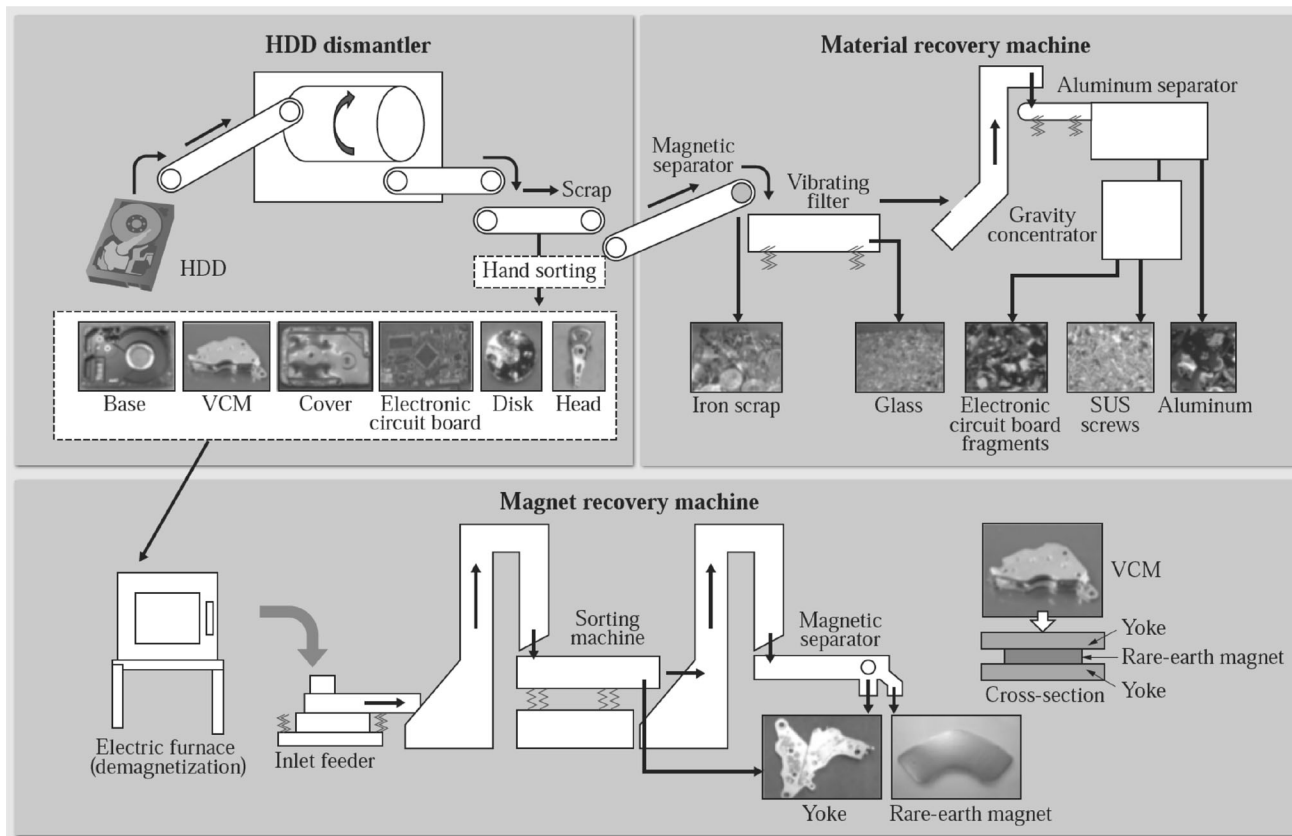 HDD dismantler
Scrap
HDD
Hand sorting
Base
VCM
Cover
Electronic
circuit board
Disk
Head
Material recovery machine
Magnetic
separator
Vibrating
filter
Gravity
concentrator
Aluminum separator
Iron scrap
Glass
Electronic
circuit board
fragments
SUS
screws
Aluminum
Magnet recovery machine
Electric furnace
(demagnetization)
Inlet feeder
Sorting
machine
Magnetic
separator
Yoke
Rare-earth magnet
VCM
Yoke
Rare-earth magnet
Yoke
Cross-section